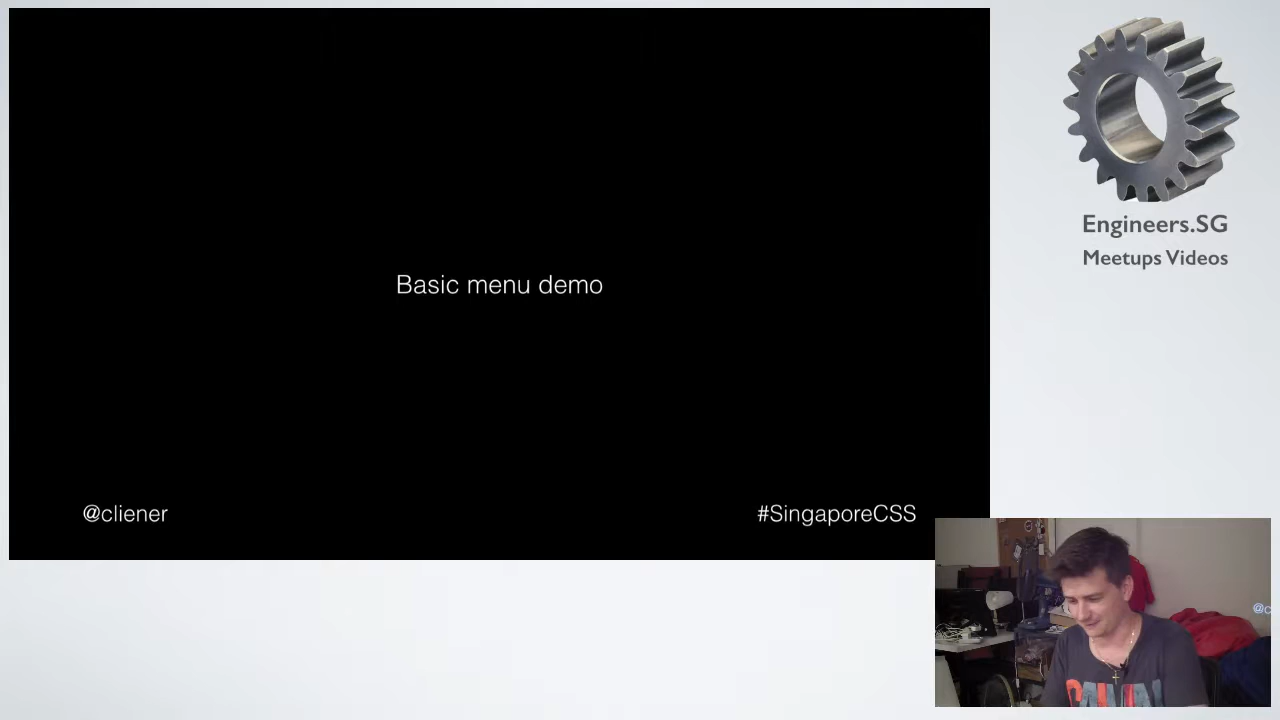 Basic menu demo
@cliener
#SingaporeCSS
Engineers.SG
Meetups Videos
@c